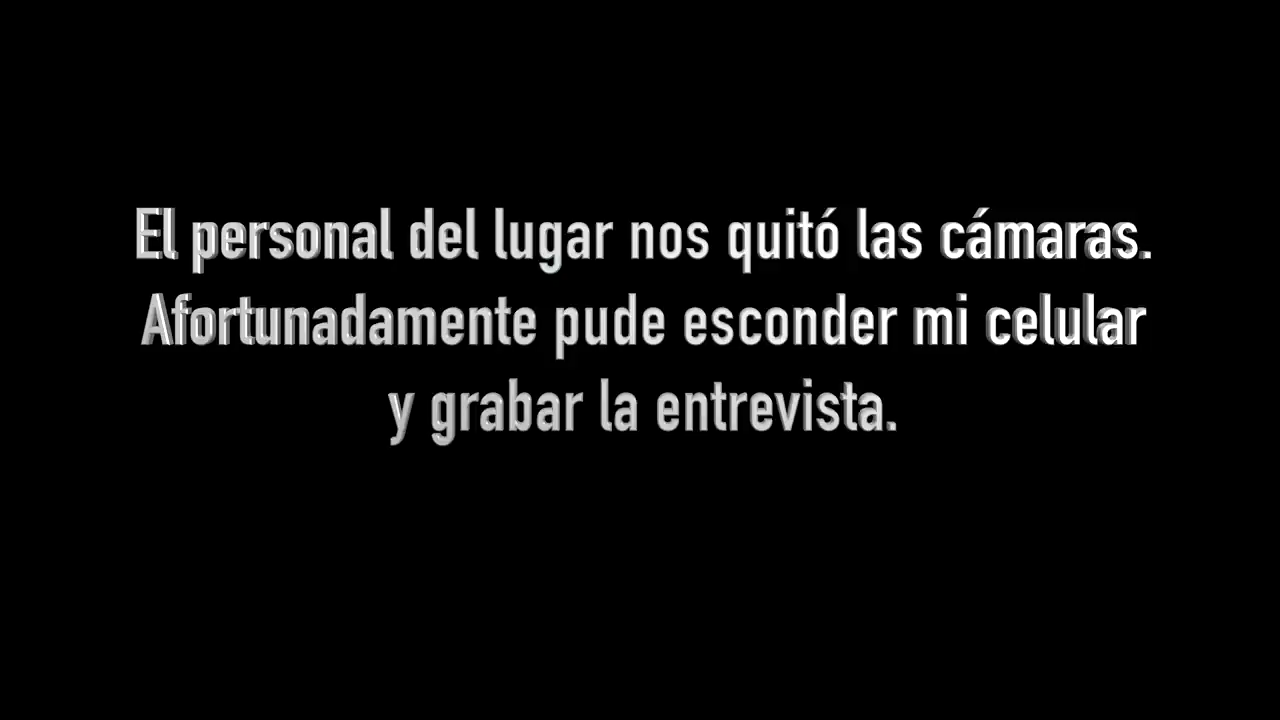 El personal del lugar nos quitó las cámaras.
Afortunadamente pude esconder mi celular
y grabar la entrevista.